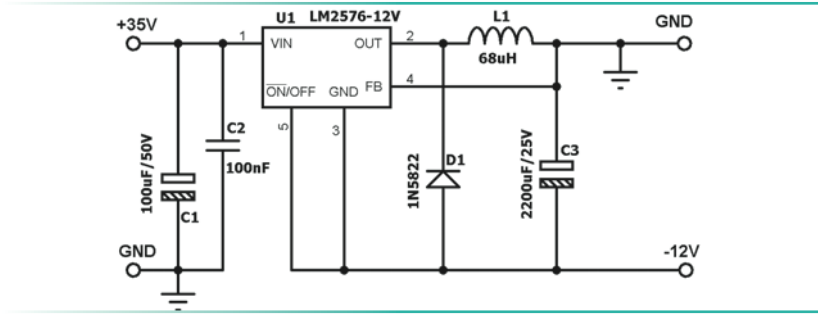 U1 LM2576-12V L1
+35V GND
1 VIN OUT 2
68uH
ON/OFF GND FB 4
5 3
C2
100nF
100uF/50V
C1
1N5822
D1
2200uF/25V
C3
GND -12V